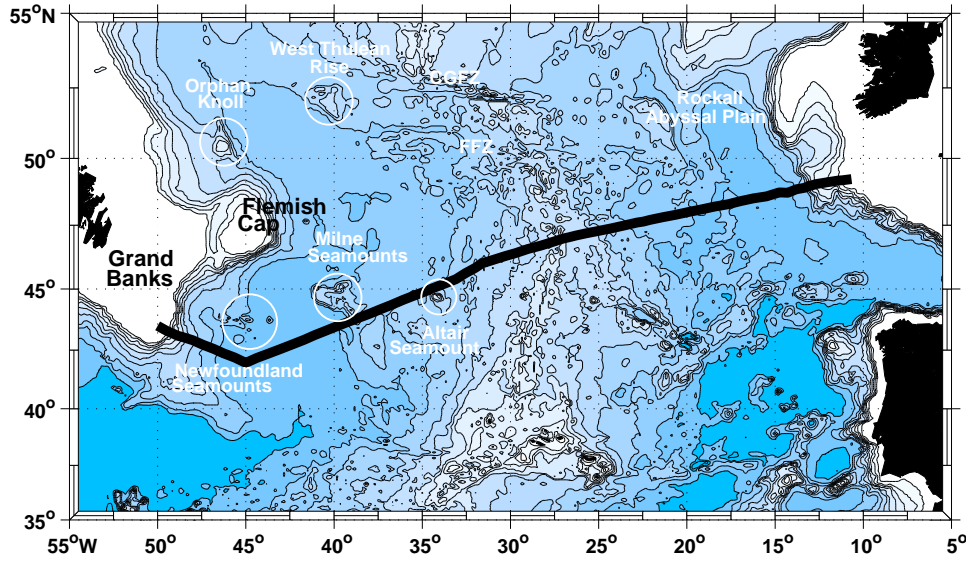 55°N
West Thulean
Rise
CGFZ
Orphan
Knoll
Rockall
Abyssal Plain
50°
FFZ
Flemish
Cap
Milne
Seamounts
Grand
Banks
45°
Altair
Seamount
Newfoundland
Seamounts
40°
35°
55°W 50° 45° 40° 35° 30° 25° 20° 15° 10° 5°